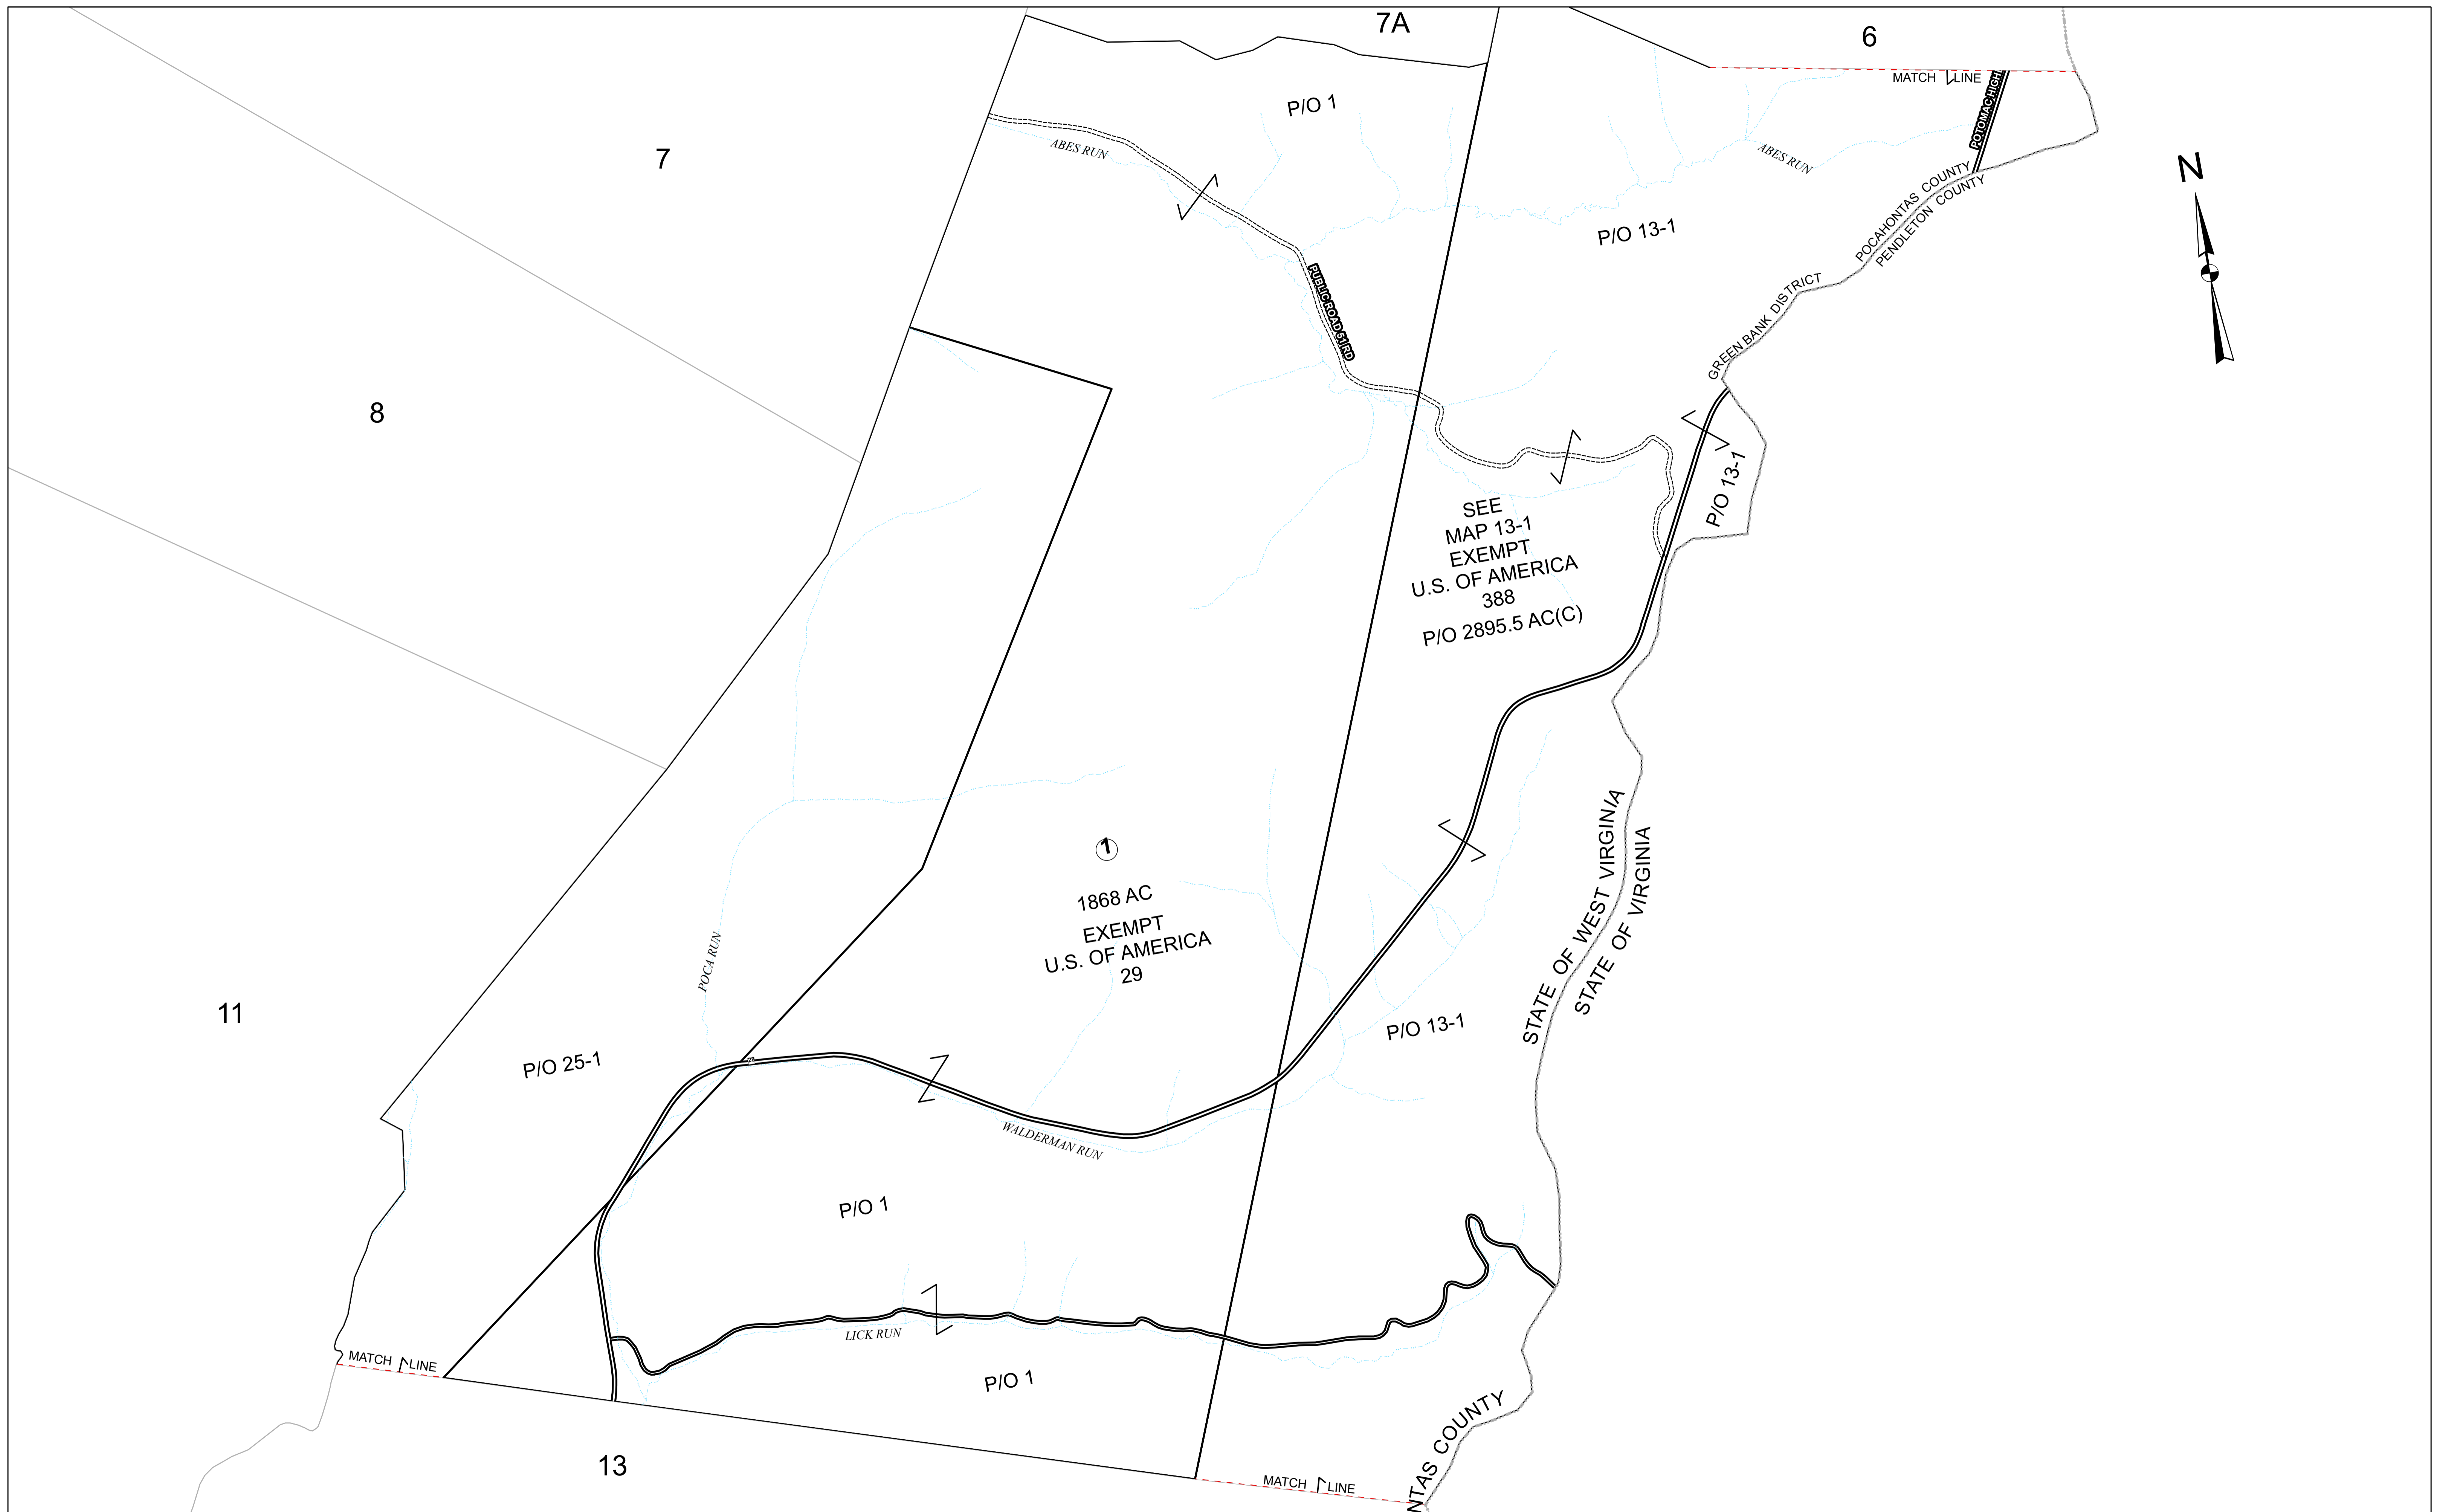 7A
6
MATCH LINE
POTOMAC HIGH
P/O 1
7
ABES RUN
ABES RUN
N
POCAHONTAS COUNTY
PENDLETON COUNTY
P/O 13-1
PUBLIC ROAD 51 RD
GREEN BANK DISTRICT
8
P/O 13-1
SEE
MAP 13-1
EXEMPT
U.S. OF AMERICA
388
P/O 2895.5 AC(C)
1
1868 AC
EXEMPT
U.S. OF AMERICA
29
STATE OF WEST VIRGINIA
STATE OF VIRGINIA
POCA RUN
11
P/O 25-1
P/O 13-1
28
WALDERMAN RUN
P/O 1
LICK RUN
MATCH LINE
P/O 1
13
MATCH LINE
NTAS COUNTY